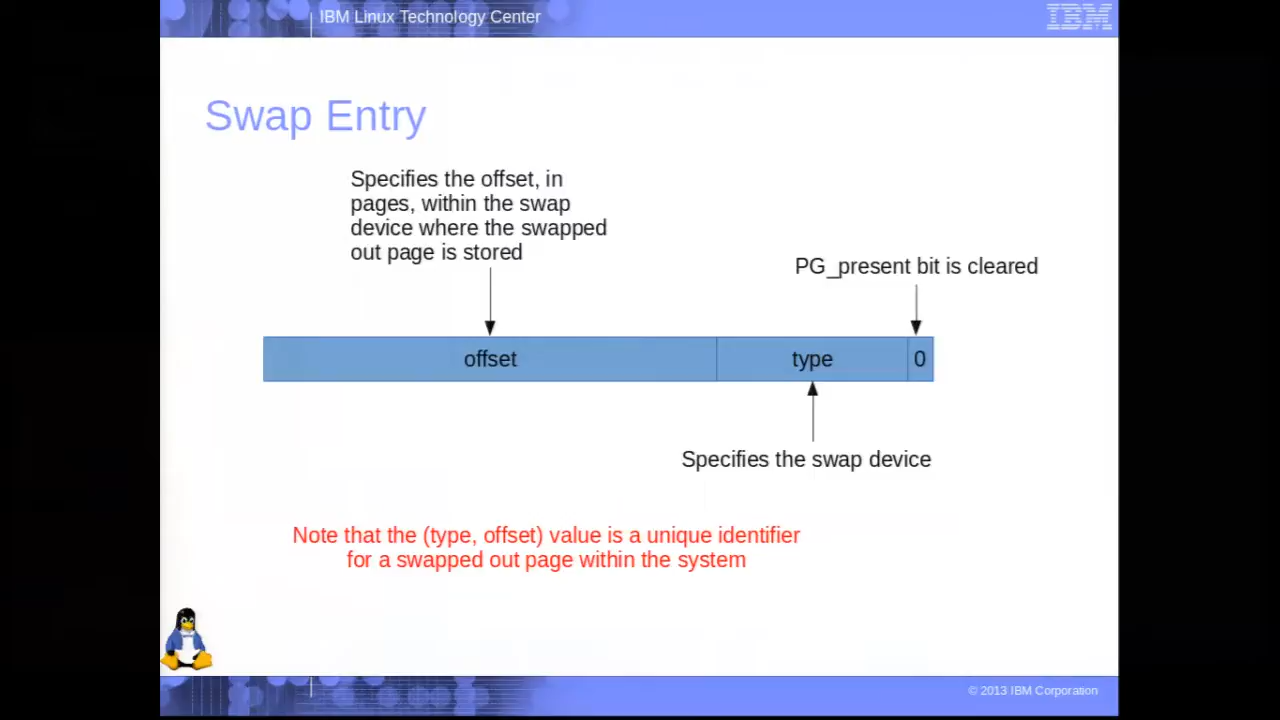 IBM Linux Technology Center
IBM
Swap Entry
Specifies the offset, in
pages, within the swap
device where the swapped
out page is stored
PG_present bit is cleared
offset
type
0
Specifies the swap device
Note that the (type, offset) value is a unique identifier
for a swapped out page within the system
© 2013 IBM Corporation